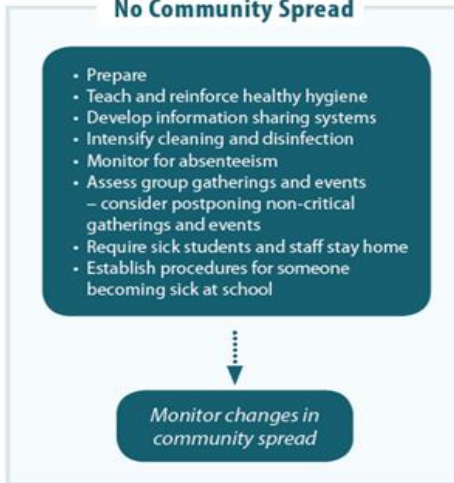 No Community Spread
• Prepare
• Teach and reinforce healthy hygiene
• Develop information sharing systems
• Intensify cleaning and disinfection
• Monitor for absenteeism
• Assess group gatherings and events
– consider postponing non-critical
gatherings and events
• Require sick students and staff stay home
• Establish procedures for someone
becoming sick at school
Monitor changes in
community spread